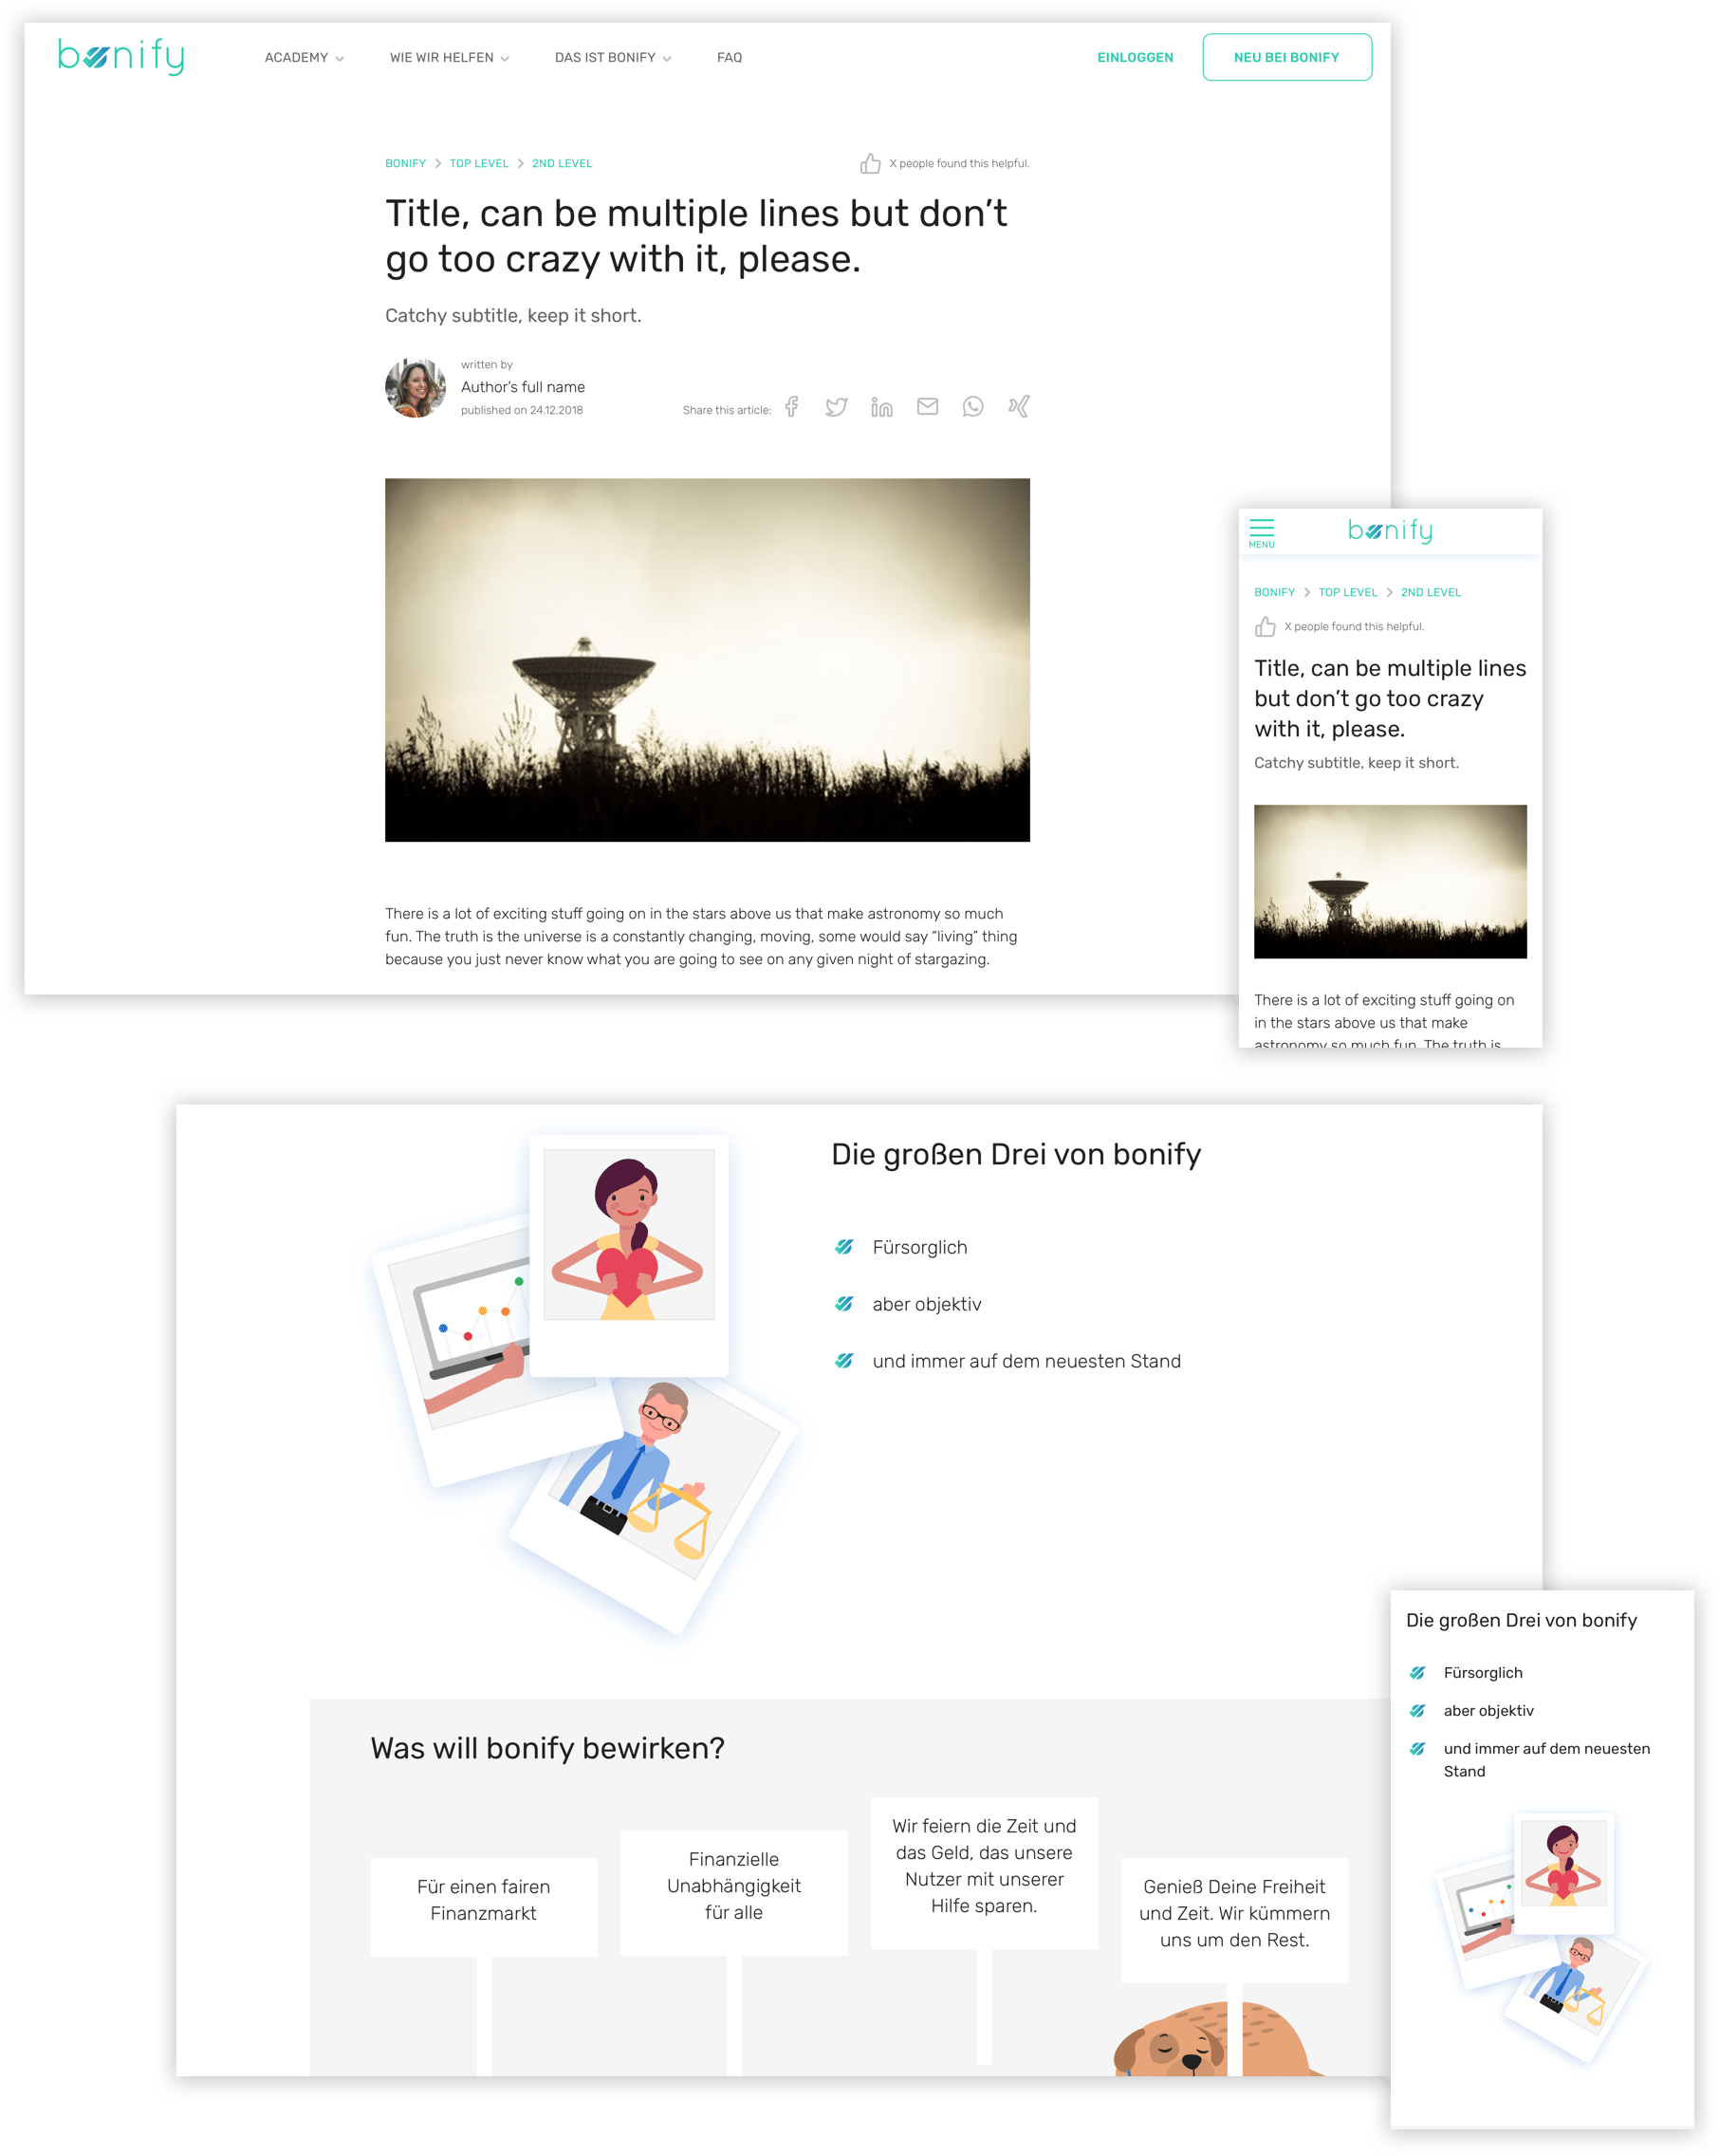 bonify
ACADEMY
WIE WIR HELFEN
DAS IST BONIFY
FAQ
EINLOGGEN
NEU BEI BONIFY
BONIFY > TOP LEVEL > 2ND LEVEL
X people found this helpful.
Title, can be multiple lines but don’t
go too crazy with it, please.
Catchy subtitle, keep it short.
written by
Author’s full name
published on 24.12.2018
Share this article:
There is a lot of exciting stuff going on in the stars above us that make astronomy so much
fun. The truth is the universe is a constantly changing, moving, some would say “living” thing
because you just never know what you are going to see on any given night of stargazing.
MENU
bonify
BONIFY > TOP LEVEL > 2ND LEVEL
X people found this helpful.
Title, can be multiple lines
but don’t go too crazy
with it, please.
Catchy subtitle, keep it short.
There is a lot of exciting stuff going on
in the stars above us that make
astronomy so much fun. The truth is
Die großen Drei von bonify
Fürsorglich
aber objektiv
und immer auf dem neuesten Stand
Was will bonify bewirken?
Für einen fairen
Finanzmarkt
Finanzielle
Unabhängigkeit
für alle
Wir feiern die Zeit und
das Geld, das unsere
Nutzer mit unserer
Hilfe sparen.
Genieß Deine Freiheit
und Zeit. Wir kümmern
uns um den Rest.
Die großen Drei von bonify
Fürsorglich
aber objektiv
und immer auf dem neuesten
Stand